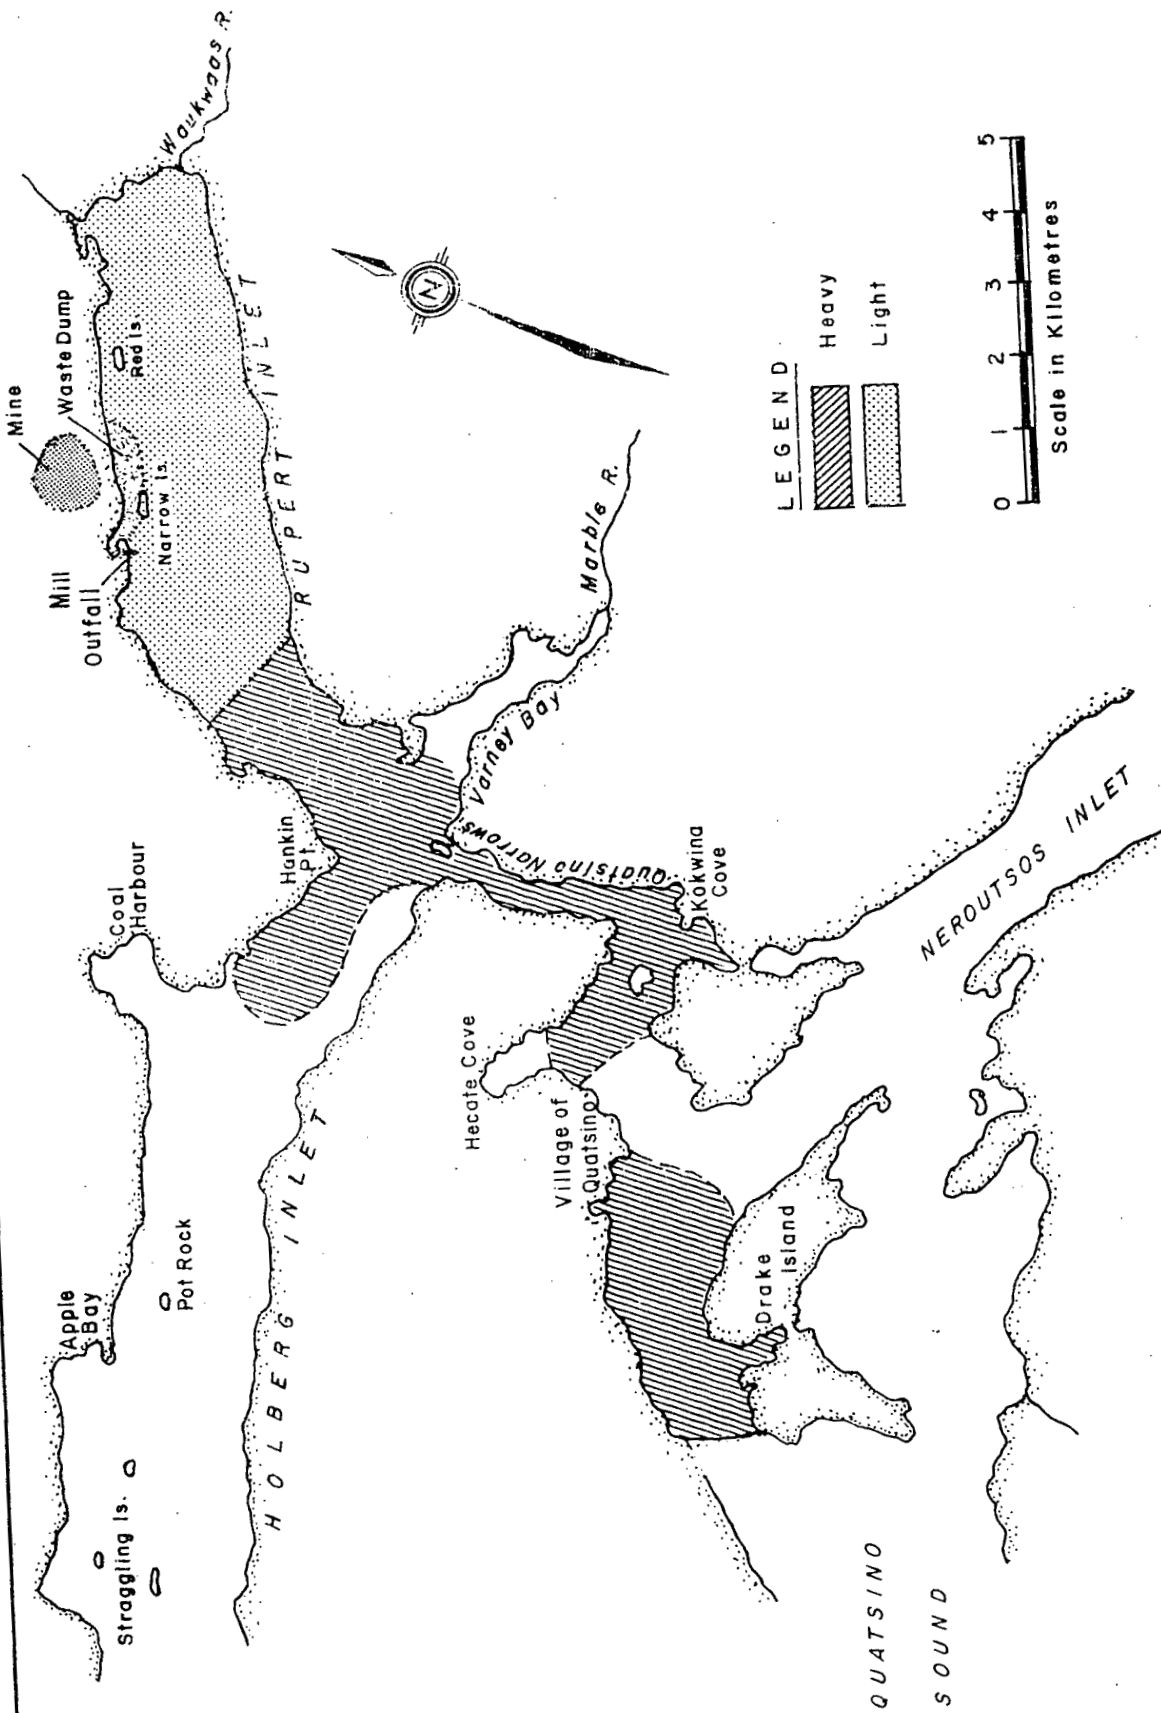 Waukwaas R.
Mine
Waste Dump
Red Is.
Narrow Is.
Mill
Outfall
RUPERT INLET
N
Marble R.
Varney Bay
Quatsino Narrows
Hankin
Pt.
Coal
Harbour
Kokwina
Cove
NEROUTSOS INLET
Hecate Cove
Village of
Quatsino
Drake
Island
Apple
Bay
Pot Rock
Straggling Is.
HOLBERG INLET
QUATSINO
SOUND
LEGEND
Heavy
Light
0 1 2 3 4 5
Scale in Kilometres